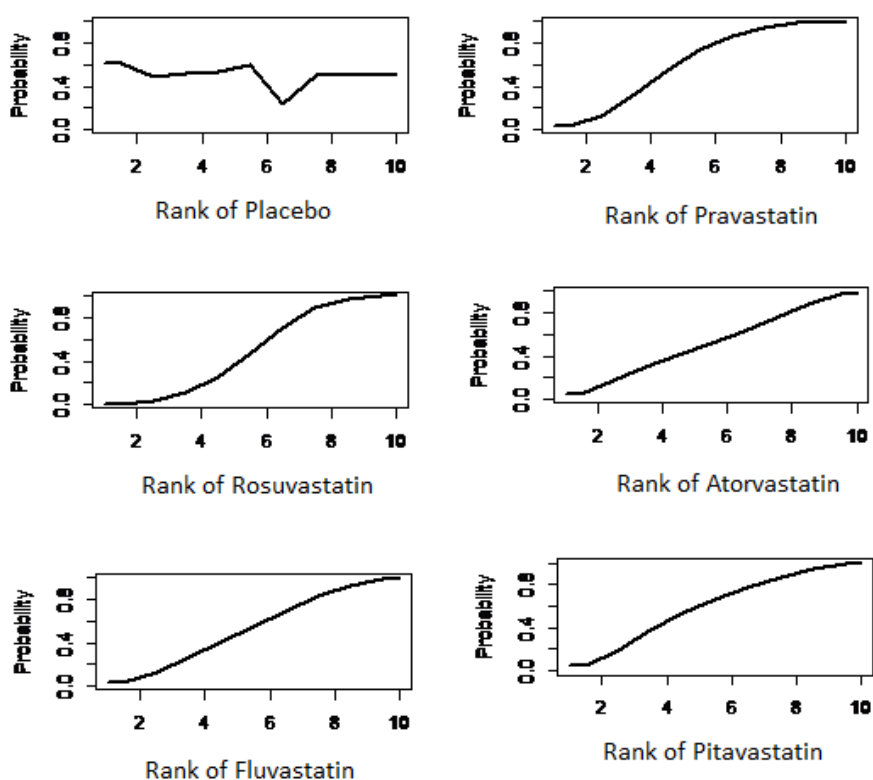 Probability
0.0 0.4 0.8
2 4 6 8 10
Rank of Placebo
Probability
0.0 0.4 0.8
2 4 6 8 10
Rank of Pravastatin
Probability
0.0 0.4 0.8
2 4 6 8 10
Rank of Rosuvastatin
Probability
0.0 0.4 0.8
2 4 6 8 10
Rank of Atorvastatin
Probability
0.0 0.4 0.8
2 4 6 8 10
Rank of Fluvastatin
Probability
0.0 0.4 0.8
2 4 6 8 10
Rank of Pitavastatin